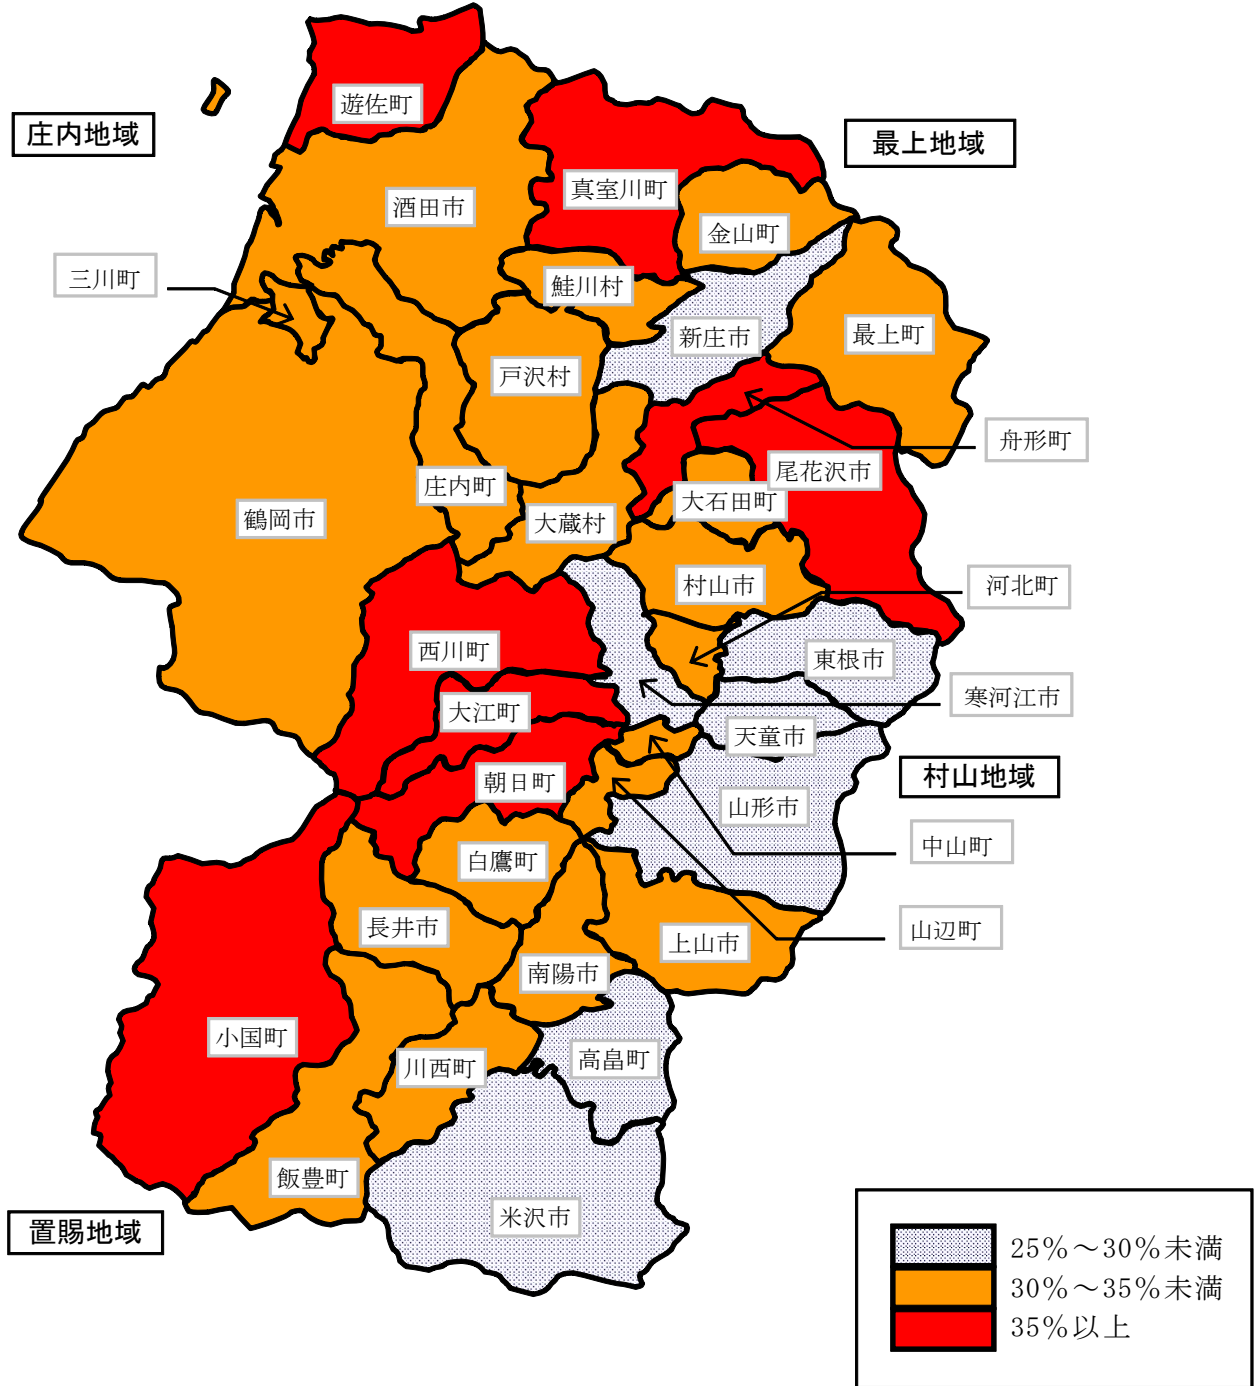 遊佐町
庄内地域
最上地域
真室川町
酒田市
金山町
三川町
鮭川村
新庄市
最上町
戸沢村
舟形町
尾花沢市
庄内町
大石田町
鶴岡市
大蔵村
村山市
河北町
西川町
東根市
寒河江市
大江町
天童市
朝日町
村山地域
山形市
中山町
白鷹町
長井市
上山市
山辺町
南陽市
小国町
高畠町
川西町
飯豊町
米沢市
置賜地域
25%～30%未満
30%～35%未満
35%以上